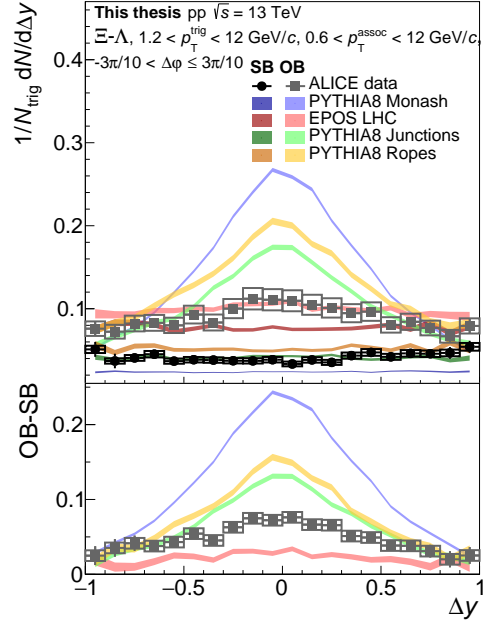 This thesis pp √s = 13 TeV
Ξ-Λ, 1.2 < p_T^trig < 12 GeV/c, 0.6 < p_T^assoc < 12 GeV/c,
-3π/10 < Δφ ≤ 3π/10
SB OB
ALICE data
PYTHIA8 Monash
EPOS LHC
PYTHIA8 Junctions
PYTHIA8 Ropes
1/N_trig dN/dΔy
0.4
0.3
0.2
0.1
OB-SB
0.2
0.1
0
−1 −0.5 0 0.5 1
Δy